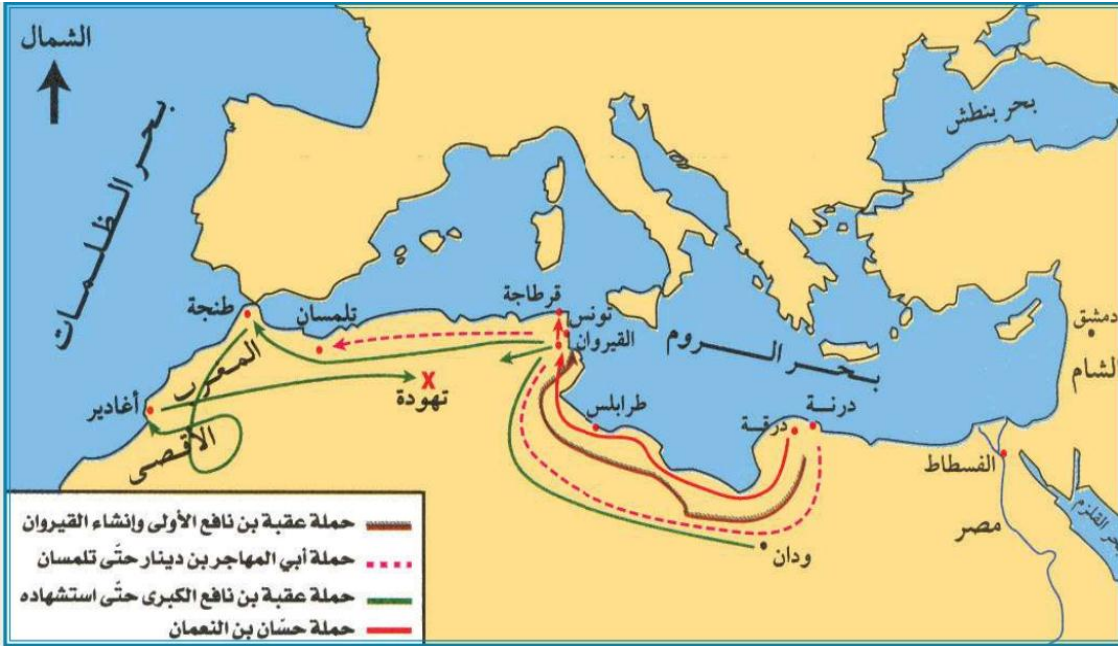 الشمال
بحر الظلمات
بحر بنطش
قرطاجة
تونس
القيروان
تلمسان
طنجة
المغرب
الأقصى
أغادير
تهودة
X
طرابلس
بحر الروم
درنة
درقة
ودان
دمشق
الشام
الفسطاط
مصر
بحر القلزم
حملة عقبة بن نافع الأولى وإنشاء القيروان
حملة أبي المهاجر بن دينار حتّى تلمسان
حملة عقبة بن نافع الكبرى حتّى استشهاده
حملة حسّان بن النعمان